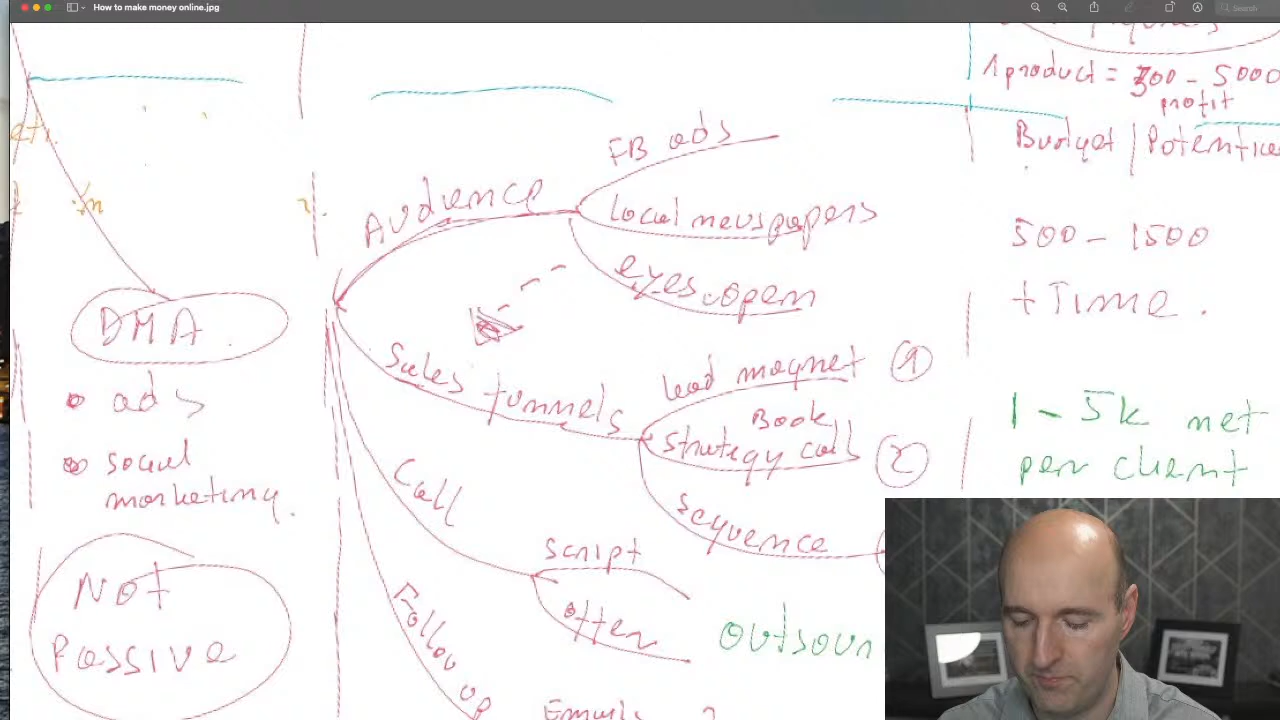 How to make money online.jpg
Search
1 product = 300 - 5000
profit
Budget | Potential
500 - 1500
+ Time.
1 - 5k net
per client
DMA
• ads
• social
marketing.
Not
Passive
Audience
FB ads
Local newspapers
eyes open
Sales funnels
lead magnet 1
Book
strategy call 2
sequence
Call
script
offer
Outsour
Follow up
Emails